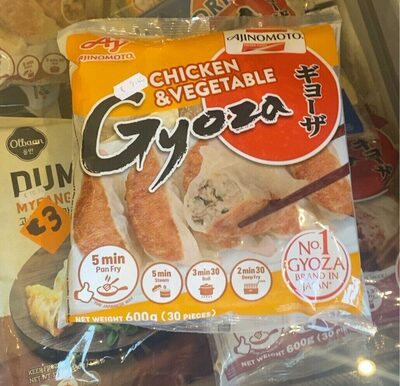 AJINOMOTO.
AJINOMOTO.
CHICKEN
& VEGETABLE
Gyoza
ギョーザ
5 min
Pan Fry
5 min
Steam
3 min 30
Boil
2 min 30
Deep Fry
No.1
GYOZA
BRAND IN
JAPAN*
NET WEIGHT 600g (30 PIECES)
Olbaan
DUM
€3
NET WEIGHT 600g (30 PIE